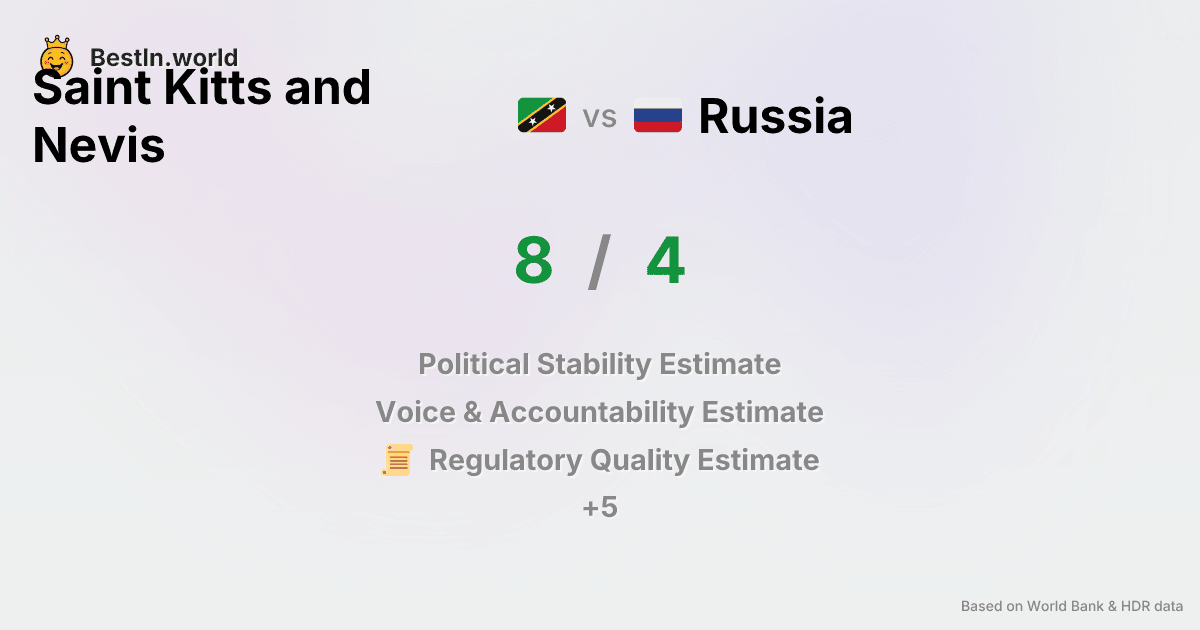 BestIn.world
Saint Kitts and
Nevis
vs
Russia
8 / 4
Political Stability Estimate
Voice & Accountability Estimate
Regulatory Quality Estimate
+5
Based on World Bank & HDR data